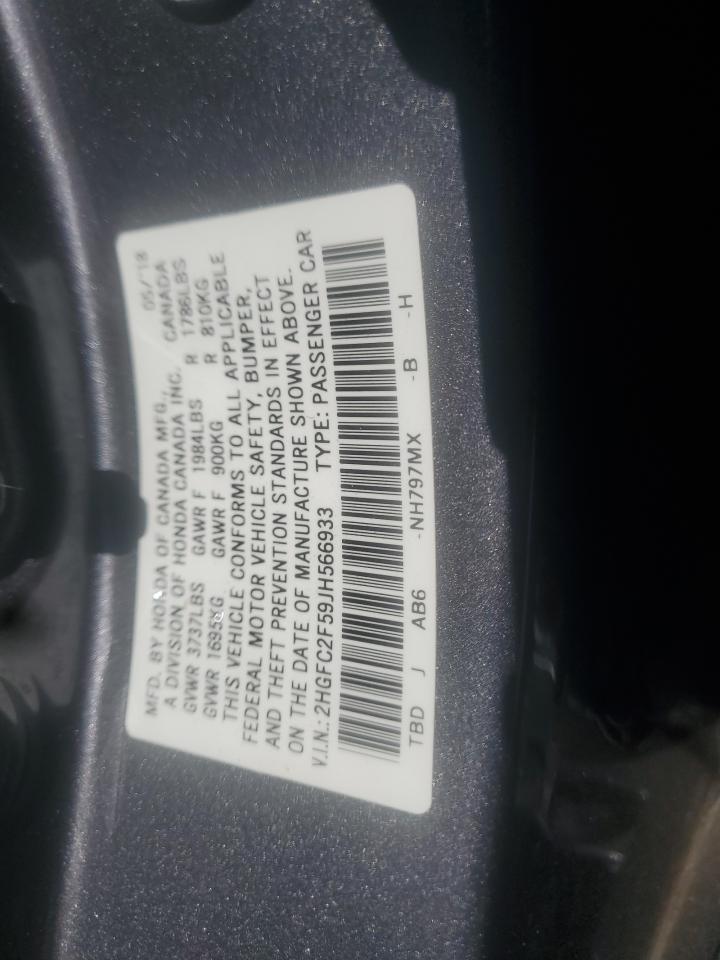 MFD. BY HONDA OF CANADA MFG., 05/18
A DIVISION OF HONDA CANADA INC. CANADA
GVWR 3737LBS GAWR F 1984LBS R 1786LBS
GVWR 1695KG GAWR F 900KG R 810KG
THIS VEHICLE CONFORMS TO ALL APPLICABLE
FEDERAL MOTOR VEHICLE SAFETY, BUMPER,
AND THEFT PREVENTION STANDARDS IN EFFECT
ON THE DATE OF MANUFACTURE SHOWN ABOVE.
V.I.N.: 2HGFC2F59JH566933 TYPE: PASSENGER CAR
TBD J AB6 -NH797MX -B -H